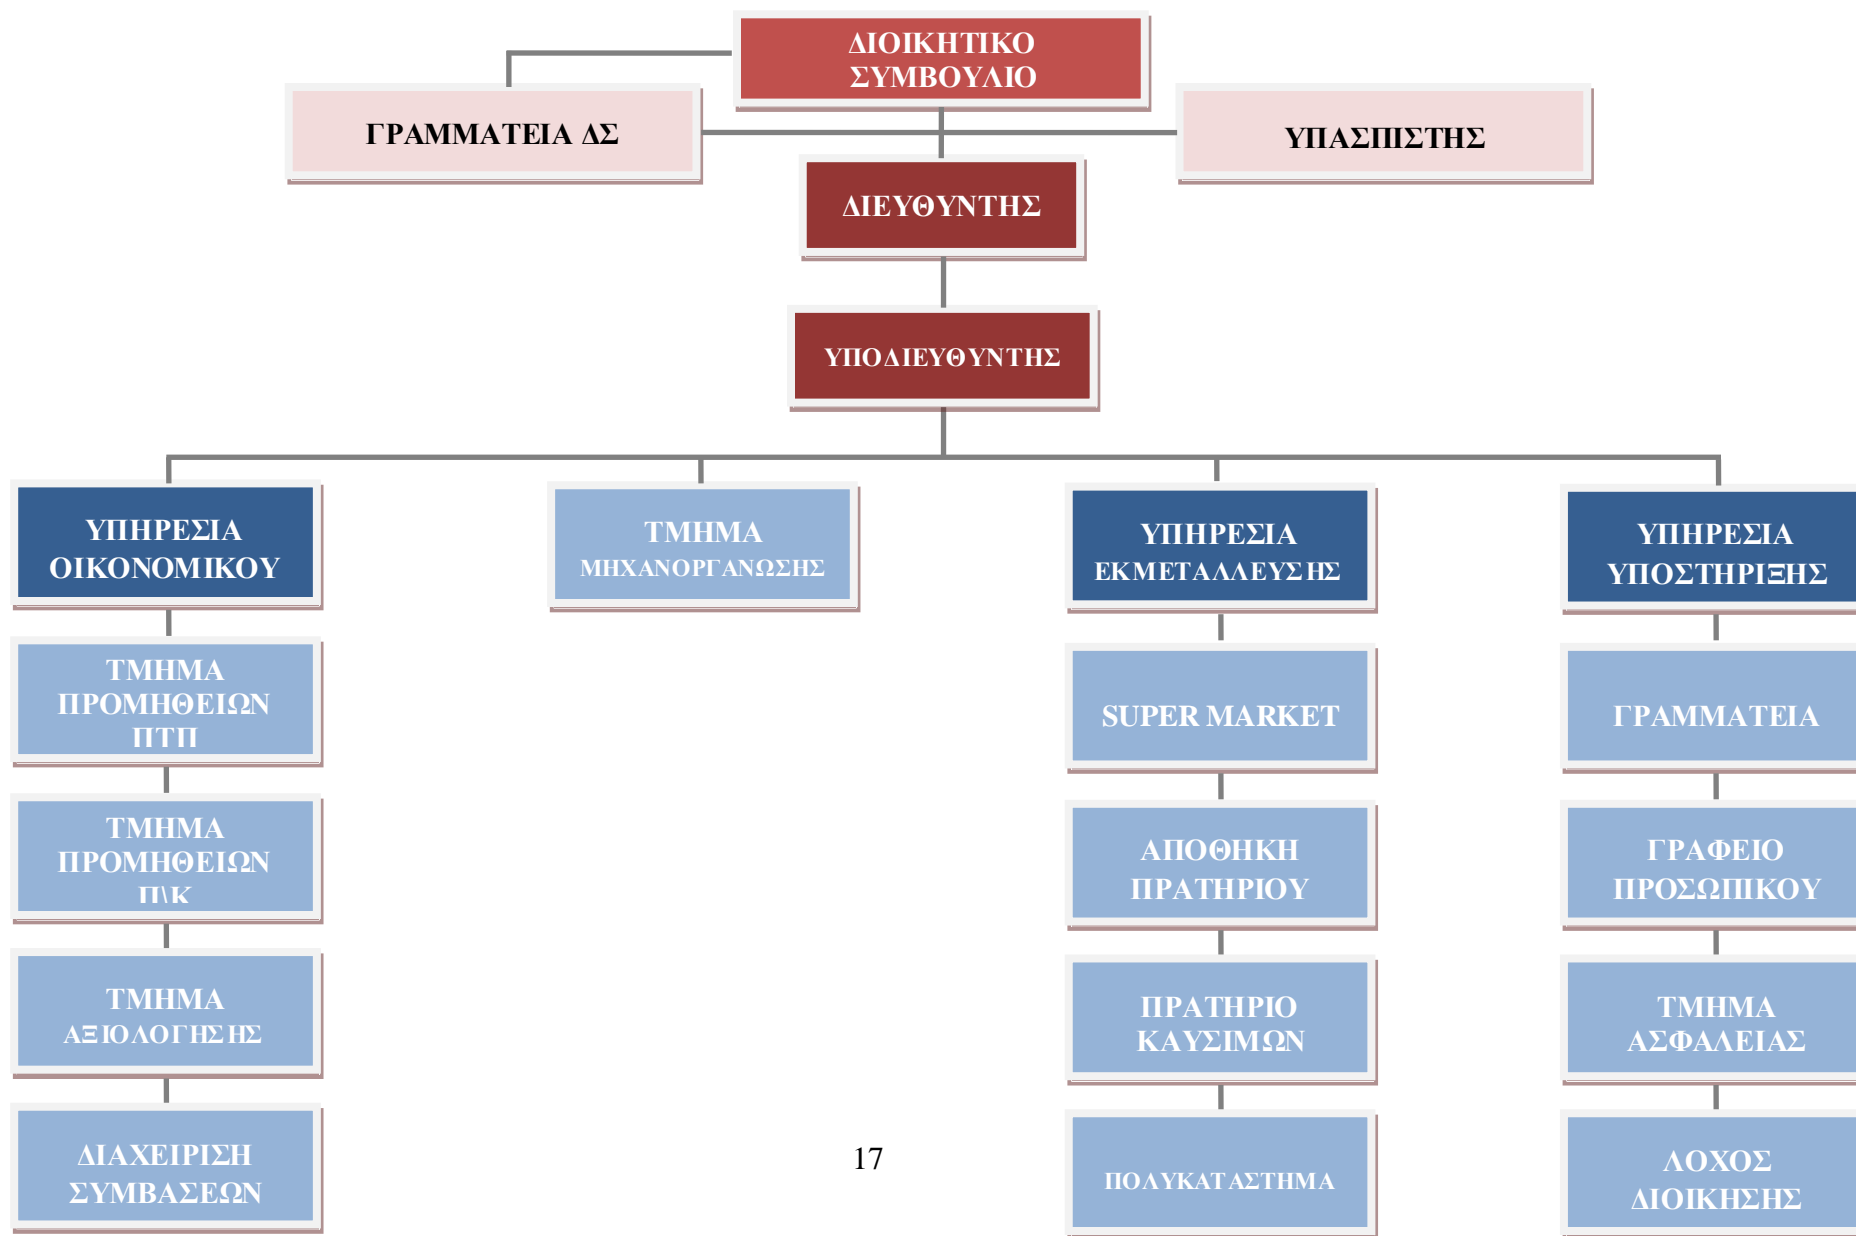 ΔΙΟΙΚΗΤΙΚΟ
ΣΥΜΒΟΥΛΙΟ
ΓΡΑΜΜΑΤΕΙΑ ΔΣ
ΥΠΑΣΠΙΣΤΗΣ
ΔΙΕΥΘΥΝΤΗΣ
ΥΠΟΔΙΕΥΘΥΝΤΗΣ
ΥΠΗΡΕΣΙΑ
ΟΙΚΟΝΟΜΙΚΟΥ
ΤΜΗΜΑ
ΜΗΧΑΝΟΡΓΑΝΩΣΗΣ
ΥΠΗΡΕΣΙΑ
ΕΚΜΕΤΑΛΛΕΥΣΗΣ
ΥΠΗΡΕΣΙΑ
ΥΠΟΣΤΗΡΙΞΗΣ
ΤΜΗΜΑ
ΠΡΟΜΗΘΕΙΩΝ
ΠΤΠ
SUPER MARKET
ΓΡΑΜΜΑΤΕΙΑ
ΤΜΗΜΑ
ΠΡΟΜΗΘΕΙΩΝ
Π\Κ
ΑΠΟΘΗΚΗ
ΠΡΑΤΗΡΙΟΥ
ΓΡΑΦΕΙΟ
ΠΡΟΣΩΠΙΚΟΥ
ΤΜΗΜΑ
ΑΞΙΟΛΟΓΗΣΗΣ
ΠΡΑΤΗΡΙΟ
ΚΑΥΣΙΜΩΝ
ΤΜΗΜΑ
ΑΣΦΑΛΕΙΑΣ
ΔΙΑΧΕΙΡΙΣΗ
ΣΥΜΒΑΣΕΩΝ
17
ΠΟΛΥΚΑΤΑΣΤΗΜΑ
ΛΟΧΟΣ
ΔΙΟΙΚΗΣΗΣ